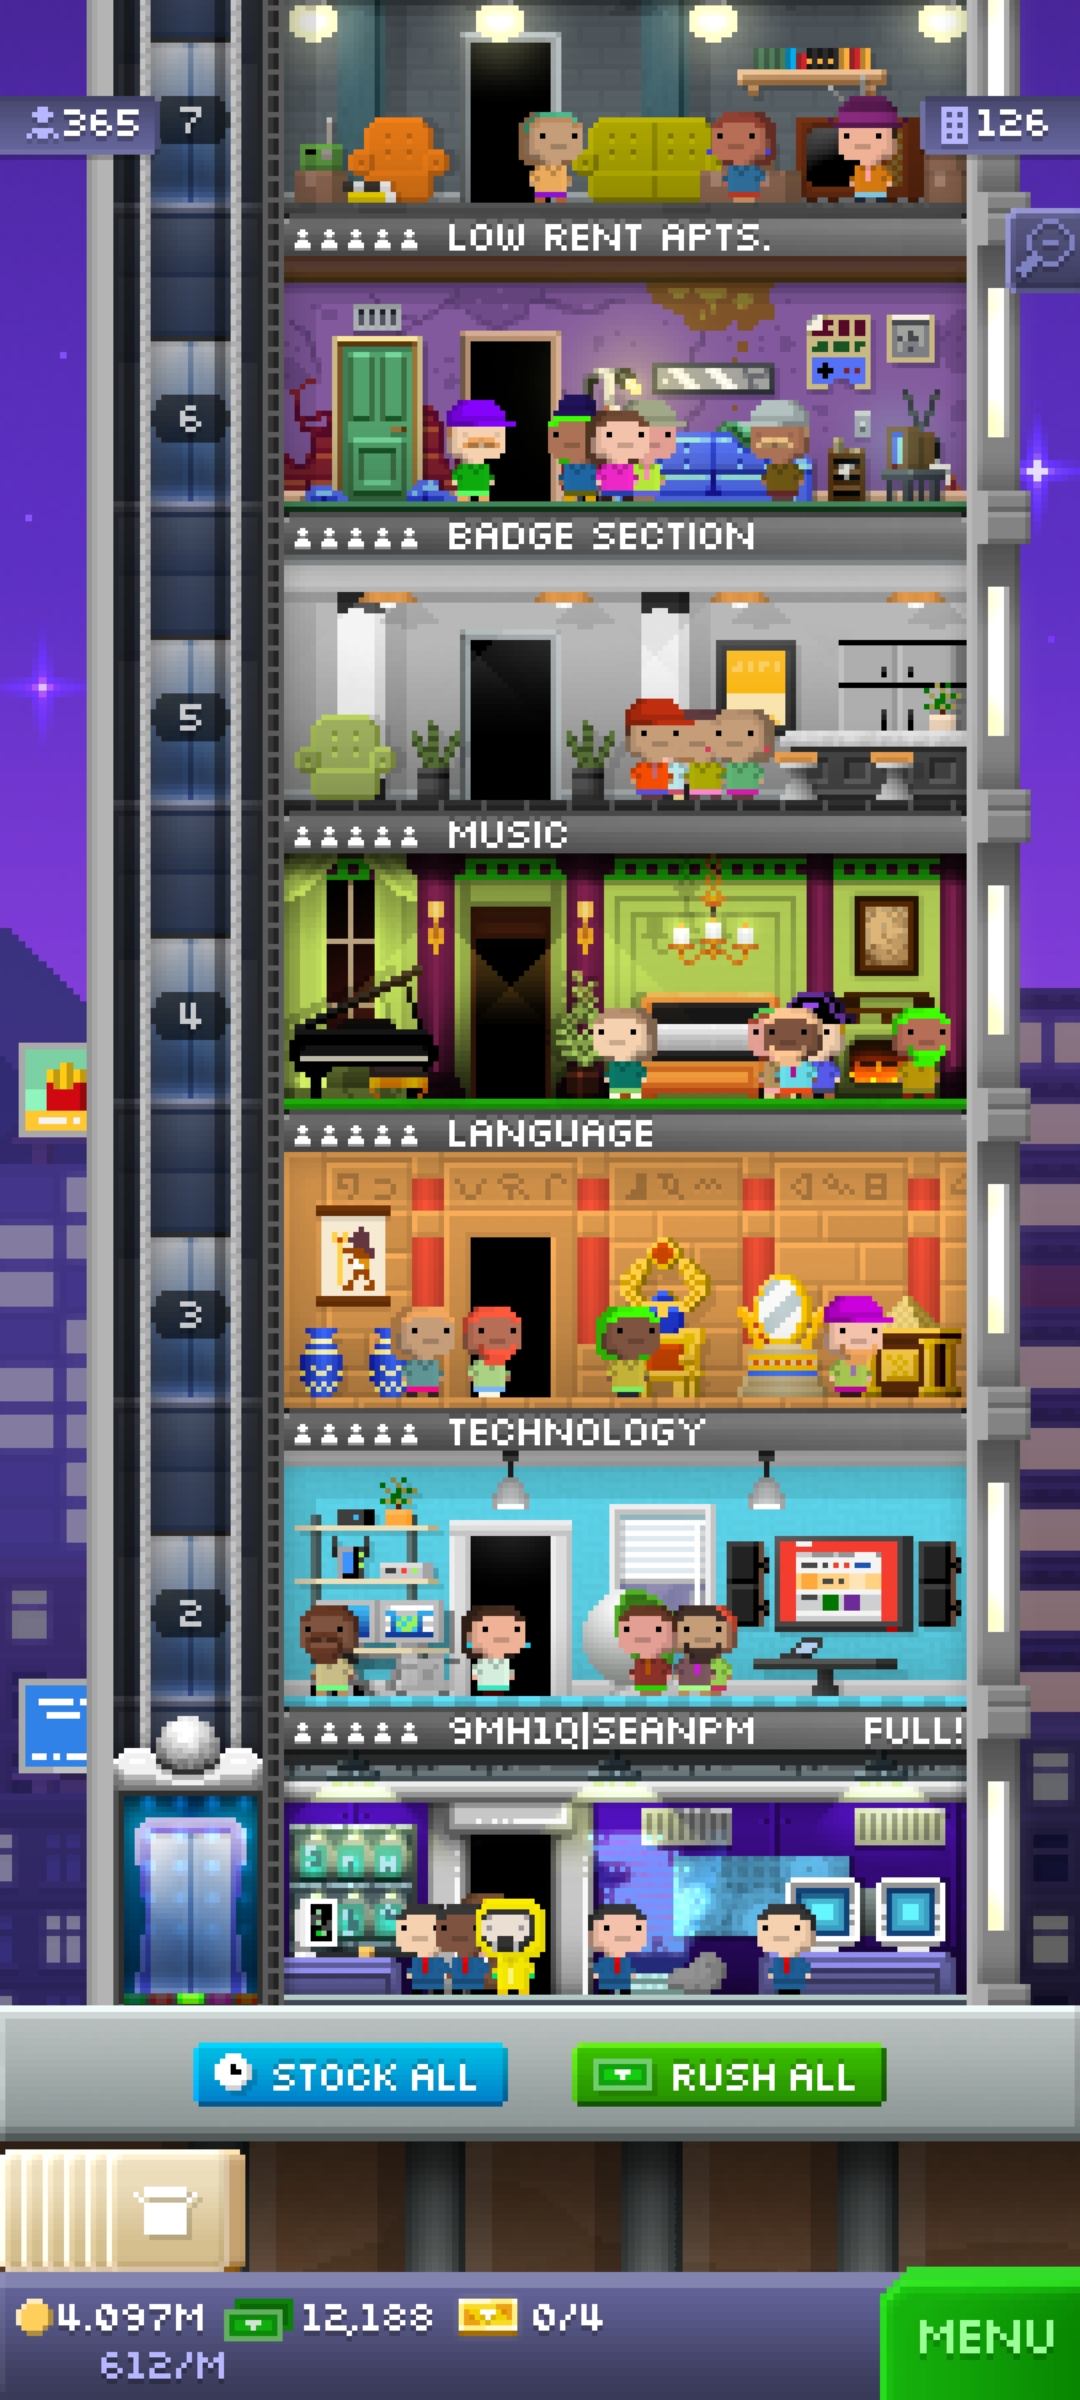 365
7
126
LOW RENT APTS.
6
BADGE SECTION
5
MUSIC
4
LANGUAGE
3
TECHNOLOGY
2
9MH1Q|SEANPM FULL!
STOCK ALL
RUSH ALL
4.097M 12,188 0/4
612/M
MENU